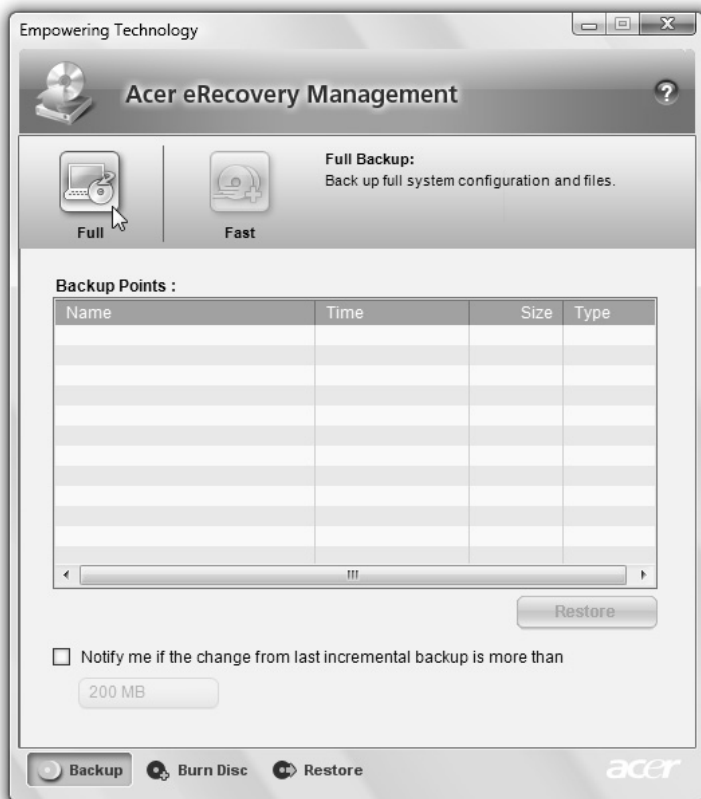 Empowering Technology
Acer eRecovery Management
?
Full Backup:
Back up full system configuration and files.
Full
Fast
Backup Points :
Name Time Size Type
Restore
Notify me if the change from last incremental backup is more than
200 MB
Backup Burn Disc Restore acer